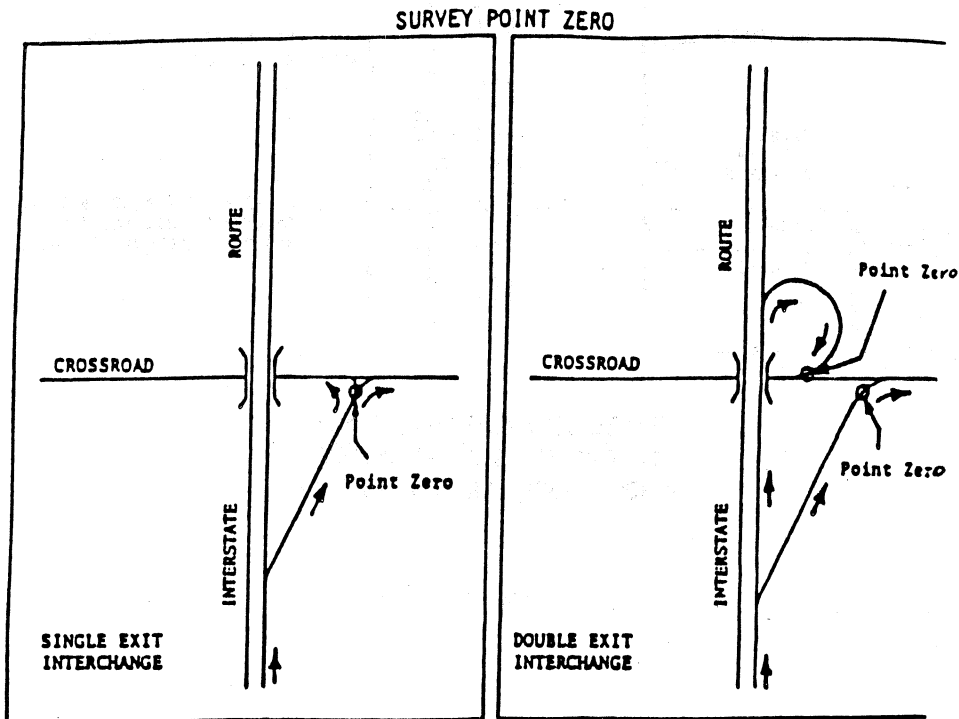 SURVEY POINT ZERO
ROUTE
CROSSROAD
Point Zero
INTERSTATE
SINGLE EXIT
INTERCHANGE
ROUTE
Point Zero
CROSSROAD
Point Zero
INTERSTATE
DOUBLE EXIT
INTERCHANGE